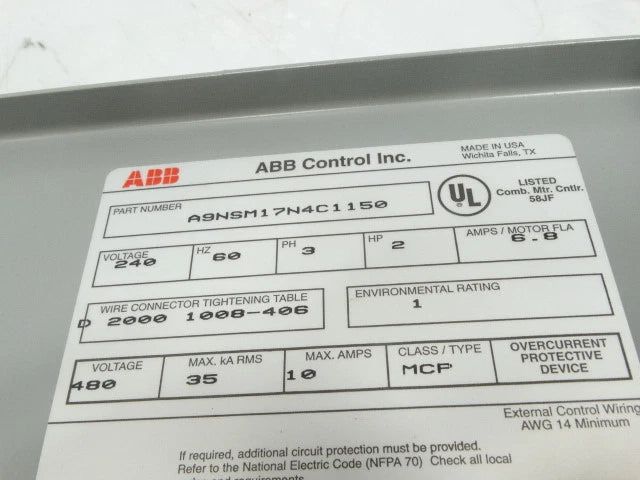 ABB
ABB Control Inc.
MADE IN USA
Wichita Falls, TX
PART NUMBER A9NSM17N4C1150
UL
LISTED
Comb. Mtr. Cntlr.
58JF
VOLTAGE HZ PH HP AMPS / MOTOR FLA
240 60 3 2 6.8
WIRE CONNECTOR TIGHTENING TABLE
D 2000 1008-406
ENVIRONMENTAL RATING
1
VOLTAGE MAX. kA RMS MAX. AMPS CLASS / TYPE
480 35 10 MCP
OVERCURRENT
PROTECTIVE
DEVICE
External Control Wiring
AWG 14 Minimum
If required, additional circuit protection must be provided.
Refer to the National Electric Code (NFPA 70) Check all local
and requirements